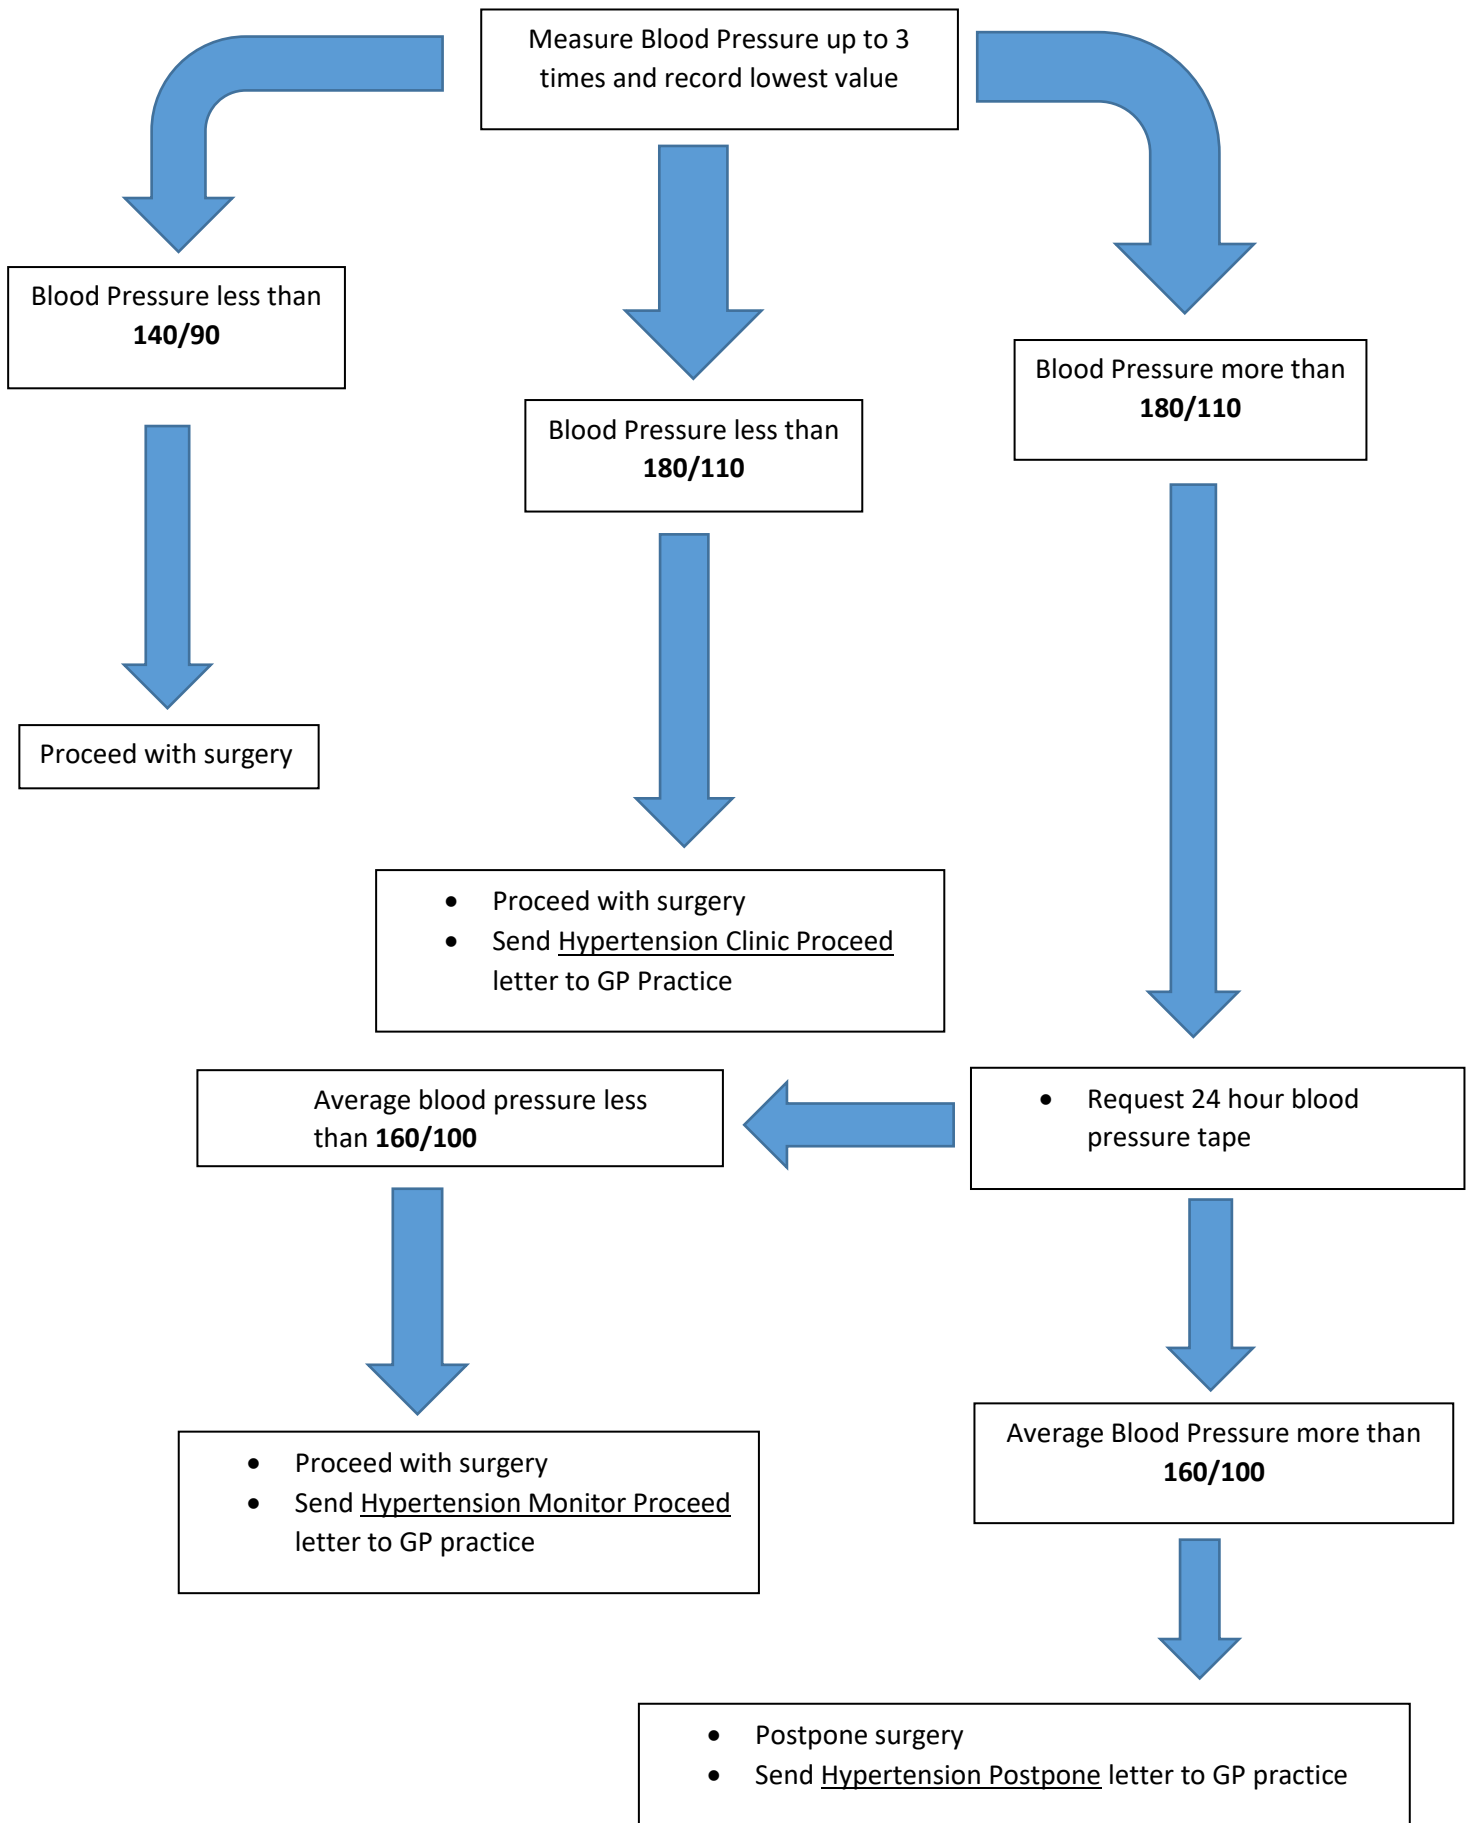 Measure Blood Pressure up to 3
times and record lowest value
Blood Pressure less than
140/90
Blood Pressure less than
180/110
Blood Pressure more than
180/110
Proceed with surgery
• Proceed with surgery
• Send Hypertension Clinic Proceed
letter to GP Practice
Average blood pressure less
than 160/100
• Request 24 hour blood
pressure tape
• Proceed with surgery
• Send Hypertension Monitor Proceed
letter to GP practice
Average Blood Pressure more than
160/100
• Postpone surgery
• Send Hypertension Postpone letter to GP practice